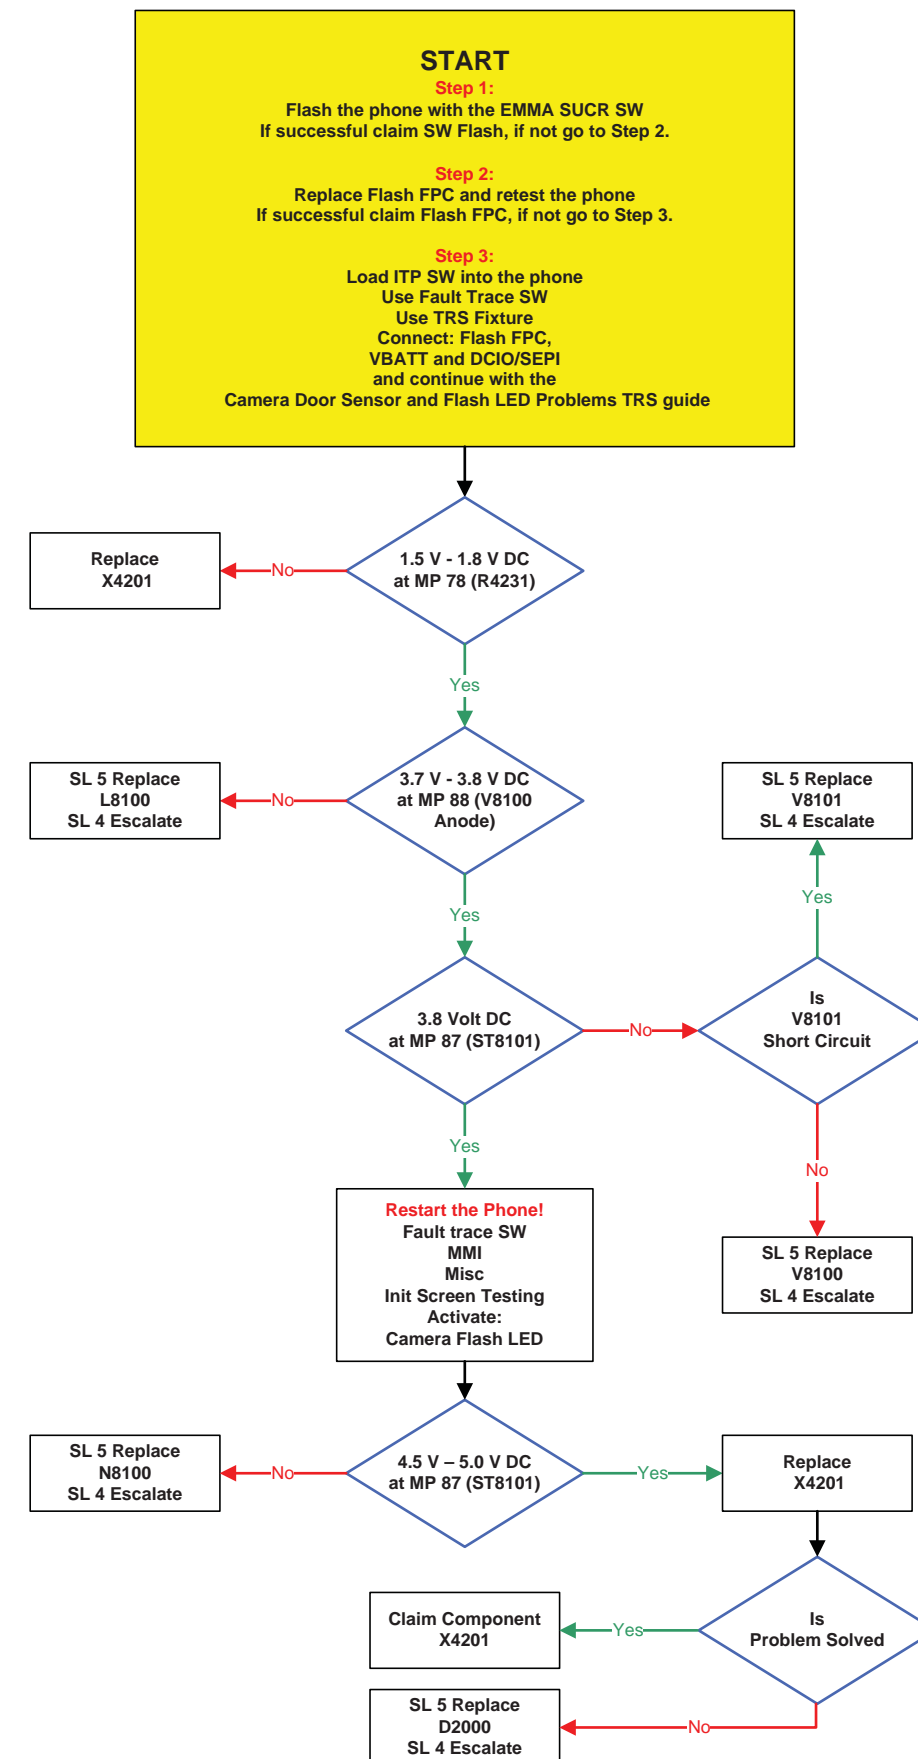 START
Step 1:
Flash the phone with the EMMA SUCR SW
If successful claim SW Flash, if not go to Step 2.
Step 2:
Replace Flash FPC and retest the phone
If successful claim Flash FPC, if not go to Step 3.
Step 3:
Load ITP SW into the phone
Use Fault Trace SW
Use TRS Fixture
Connect: Flash FPC,
VBATT and DCIO/SEPI
and continue with the
Camera Door Sensor and Flash LED Problems TRS guide
1.5 V - 1.8 V DC
at MP 78 (R4231)
No
Replace
X4201
Yes
3.7 V - 3.8 V DC
at MP 88 (V8100
Anode)
No
SL 5 Replace
L8100
SL 4 Escalate
Yes
3.8 Volt DC
at MP 87 (ST8101)
No
Is
V8101
Short Circuit
Yes
SL 5 Replace
V8101
SL 4 Escalate
No
SL 5 Replace
V8100
SL 4 Escalate
Yes
Restart the Phone!
Fault trace SW
MMI
Misc
Init Screen Testing
Activate:
Camera Flash LED
4.5 V – 5.0 V DC
at MP 87 (ST8101)
No
SL 5 Replace
N8100
SL 4 Escalate
Yes
Replace
X4201
Is
Problem Solved
Yes
Claim Component
X4201
No
SL 5 Replace
D2000
SL 4 Escalate